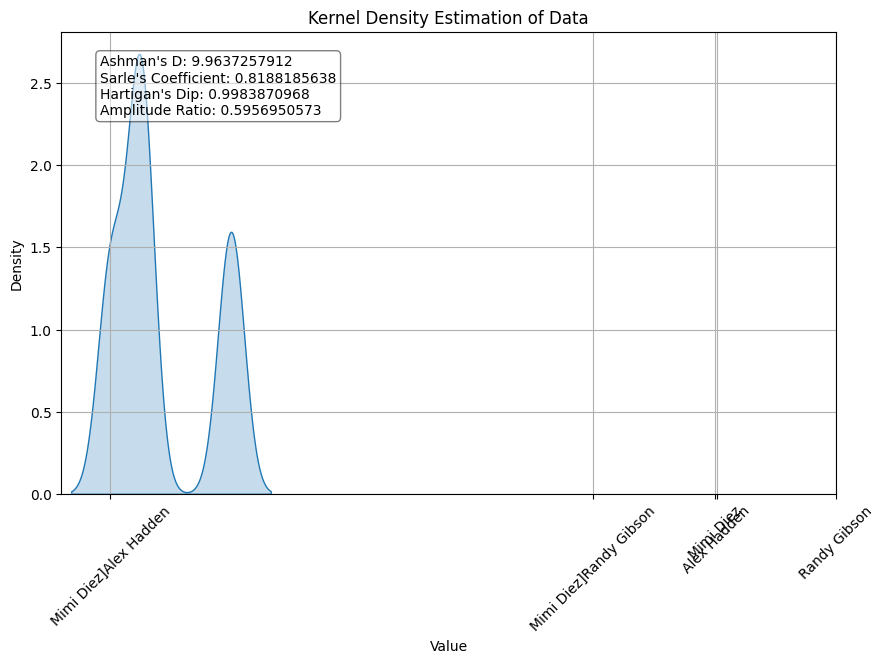 Kernel Density Estimation of Data
Ashman's D: 9.9637257912
Sarle's Coefficient: 0.8188185638
Hartigan's Dip: 0.9983870968
Amplitude Ratio: 0.5956950573
2.5
2.0
1.5
1.0
0.5
0.0
Density
Mimi Diez]Alex Hadden
Mimi Diez]Randy Gibson
Mimi Diez
Alex Hadden
Randy Gibson
Value